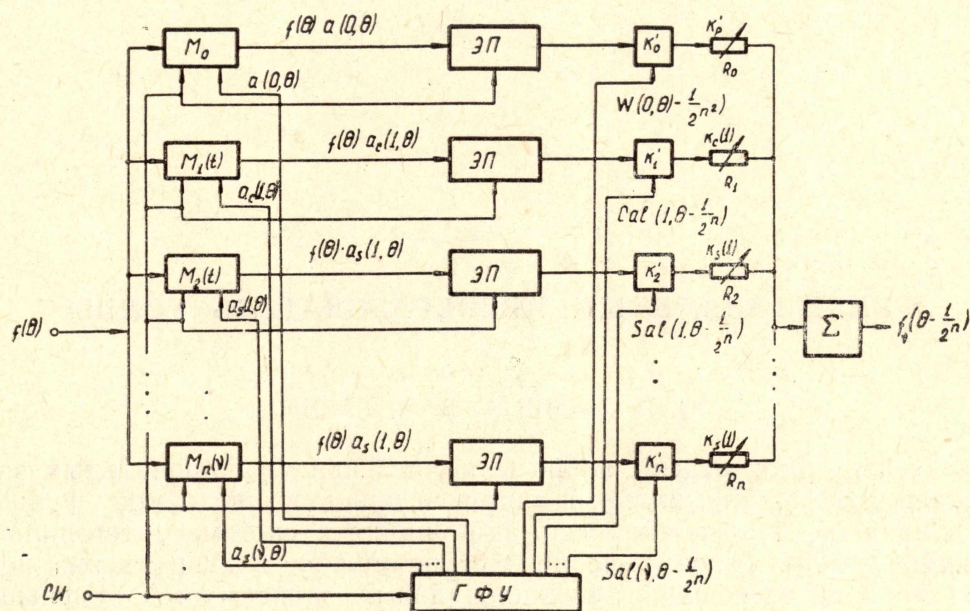 M₀
f(θ) a(0,θ)
ЭП
K'₀
K'ₚ
R₀
a(0,θ)
W(0,θ-1/2n²)
M₁(t)
f(θ) a_c(1,θ)
ЭП
K'₁
K_c(1)
R₁
a_c(1,θ)
Cal(1,θ-1/2n)
M₂(t)
f(θ)·a_s(1,θ)
ЭП
K'₂
K_s(1)
R₂
a_s(1,θ)
Sal(1,θ-1/2n)
f(θ)
Σ
(θ-1/2n)
Mₙ(ν)
f(θ) a_s(1,θ)
ЭП
K'ₙ
K_s(1)
Rₙ
a_s(ν,θ)
Sal(ν,θ-1/2n)
СИ
ГФУ